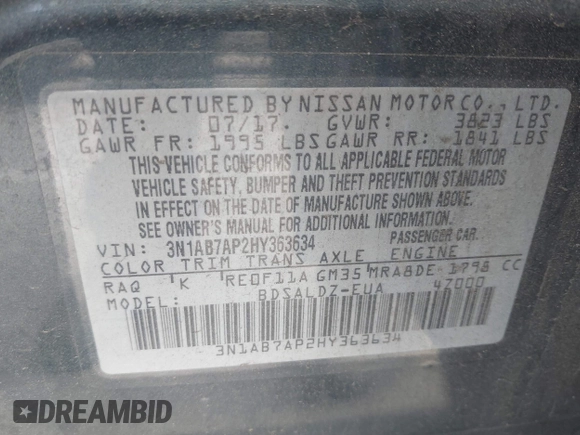 MANUFACTURED BY NISSAN MOTOR CO., LTD.
DATE: 07/17. GVWR: 3823 LBS
GAWR FR: 1995 LBS GAWR RR: 1841 LBS
THIS VEHICLE CONFORMS TO ALL APPLICABLE FEDERAL MOTOR
VEHICLE SAFETY, BUMPER AND THEFT PREVENTION STANDARDS
IN EFFECT ON THE DATE OF MANUFACTURE SHOWN ABOVE.
SEE OWNER'S MANUAL FOR ADDITIONAL INFORMATION.
VIN: 3N1AB7AP2HY363634 PASSENGER CAR.
COLOR TRIM TRANS AXLE ENGINE
RAQ K RE0F11A GM35 MRA8DE 1798 CC
MODEL: BDSALDZ-EUA 47000
3N1AB7AP2HY363634
DREAMBID